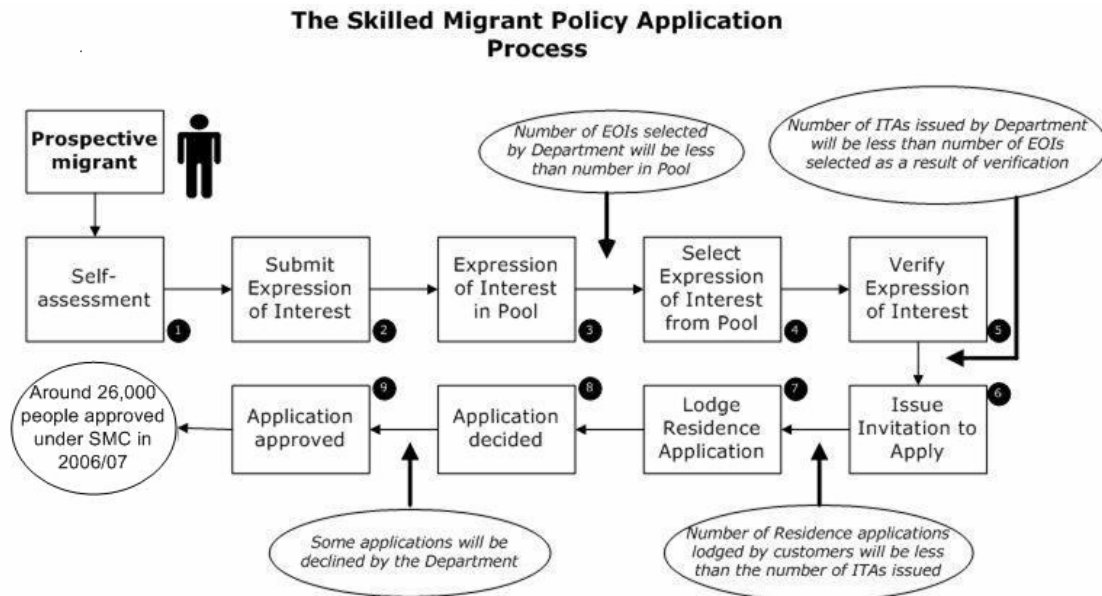 The Skilled Migrant Policy Application
Process
Prospective
migrant
Number of EOIs selected
by Department will be less
than number in Pool
Number of ITAs issued by Department
will be less than number of EOIs
selected as a result of verification
Self-
assessment
1
Submit
Expression
of Interest
2
Expression
of Interest
in Pool
3
Select
Expression
of Interest
from Pool
4
Verify
Expression
of Interest
5
Issue
Invitation to
Apply
6
Lodge
Residence
Application
7
Application
decided
8
Application
approved
9
Around 26,000
people approved
under SMC in
2006/07
Some applications will be
declined by the Department
Number of Residence applications
lodged by customers will be less
than the number of ITAs issued